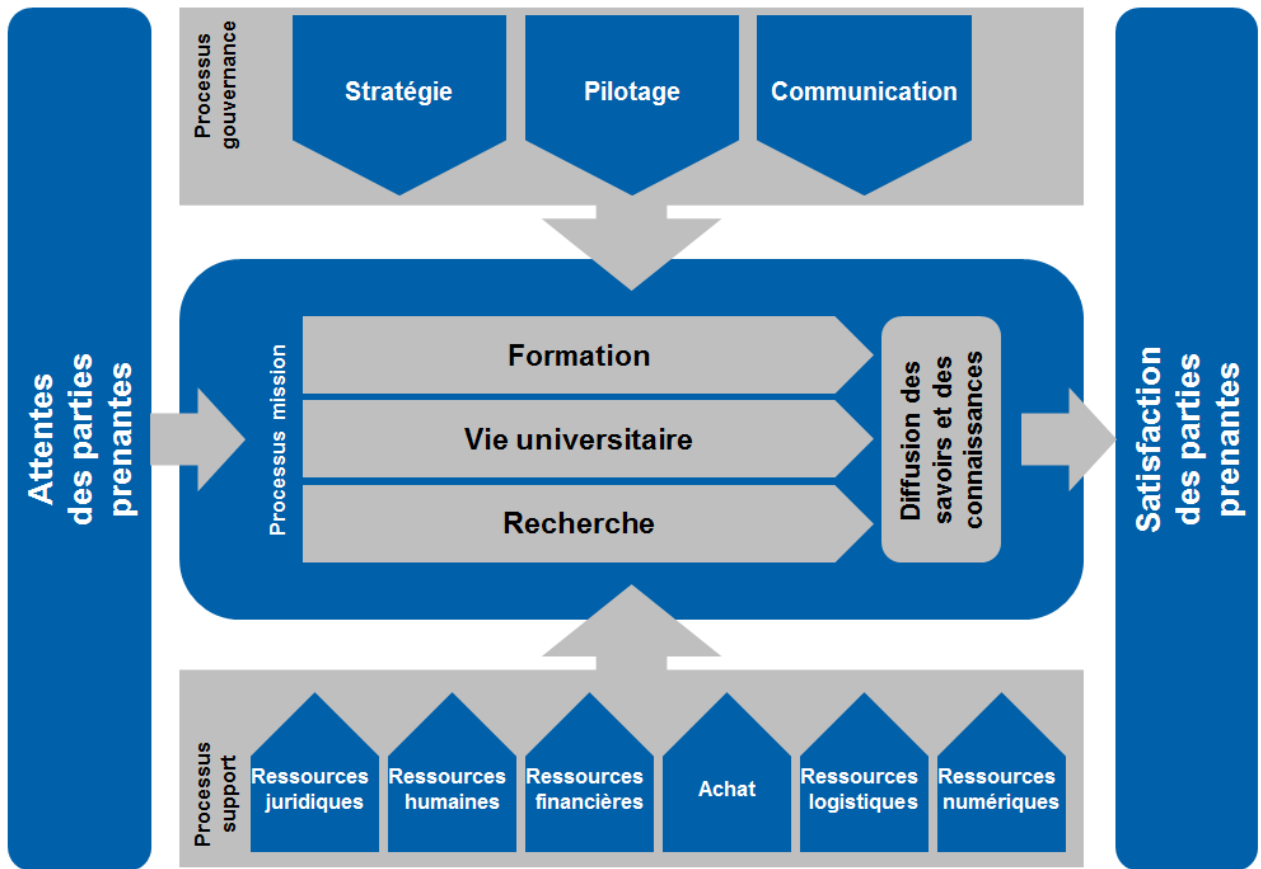 Attentes
des parties
prenantes
Processus
gouvernance
Stratégie
Pilotage
Communication
Processus mission
Formation
Vie universitaire
Recherche
Diffusion des
savoirs et des
connaissances
Processus
support
Ressources
juridiques
Ressources
humaines
Ressources
financières
Achat
Ressources
logistiques
Ressources
numériques
Satisfaction
des parties
prenantes